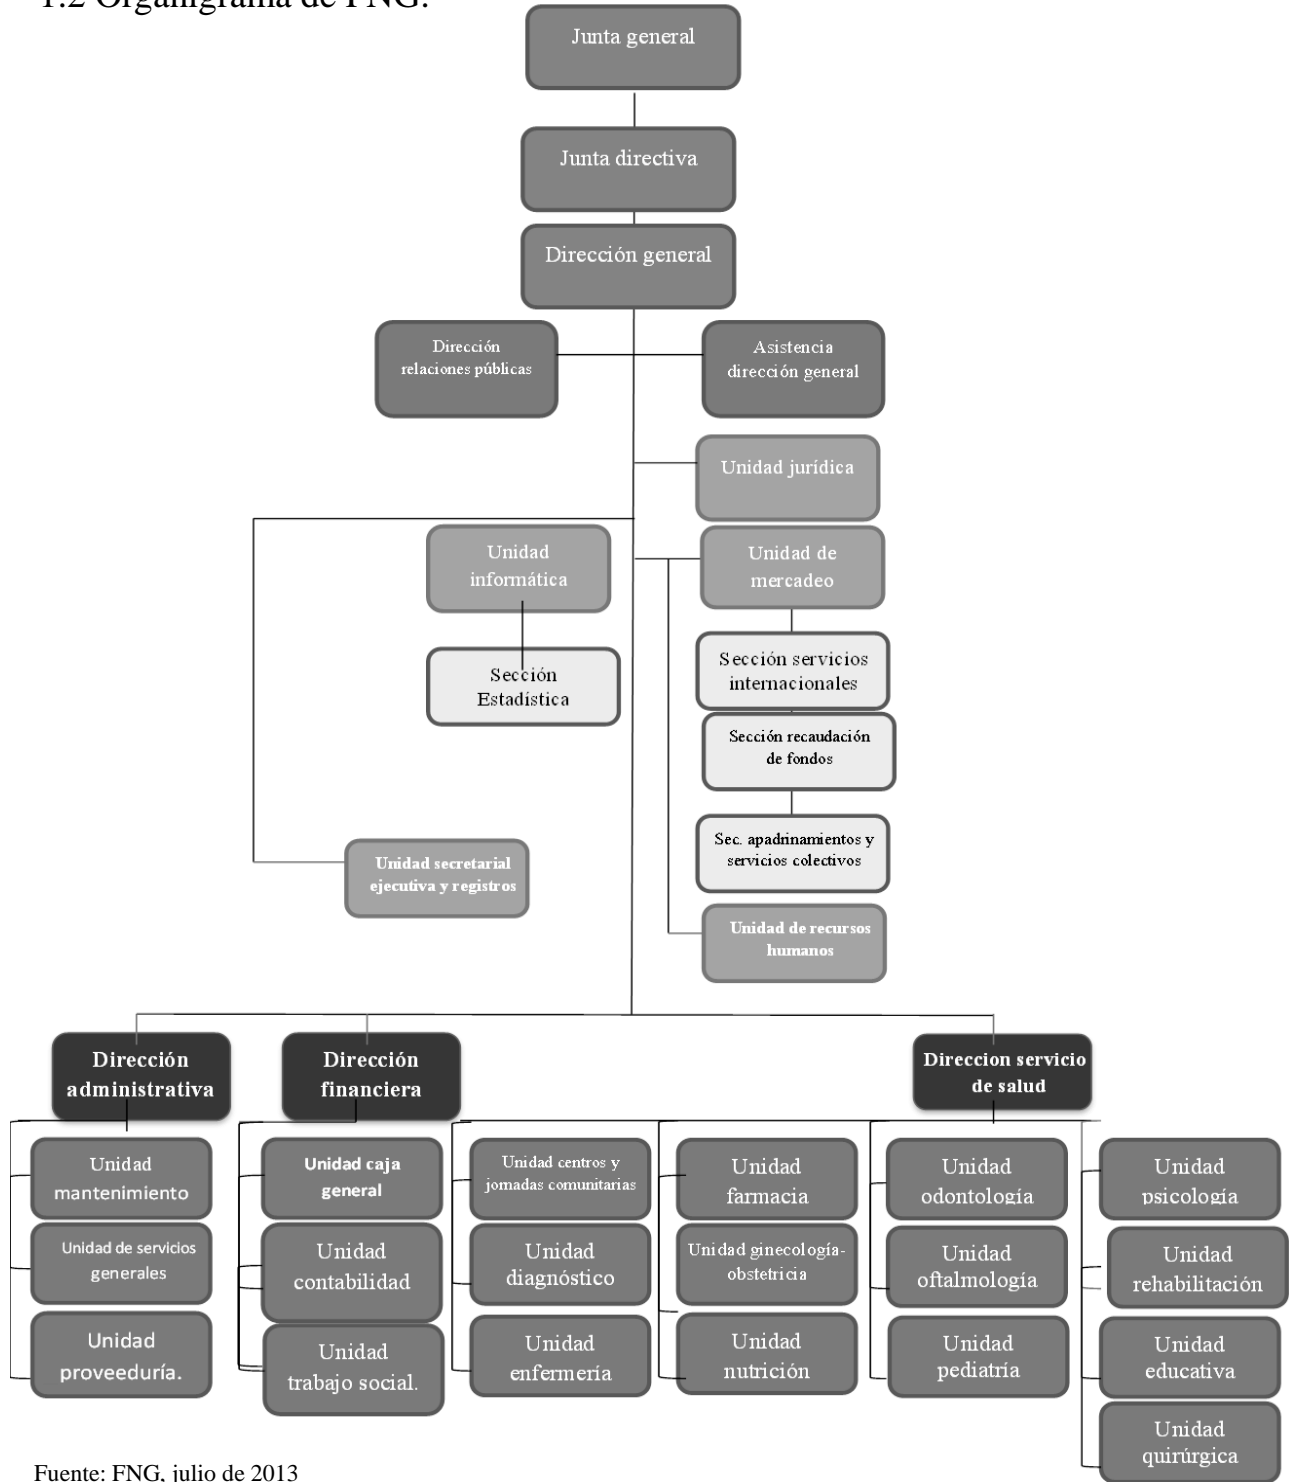 1.2 Organigrama de FNG.
Junta general
Junta directiva
Dirección general
Dirección
relaciones públicas
Asistencia
dirección general
Unidad jurídica
Unidad
informática
Unidad de
mercadeo
Sección
Estadística
Sección servicios
internacionales
Sección recaudación
de fondos
Sec. apadrinamientos y
servicios colectivos
Unidad secretarial
ejecutiva y registros
Unidad de recursos
humanos
Dirección
administrativa
Dirección
financiera
Direccion servicio
de salud
Unidad
mantenimiento
Unidad caja
general
Unidad centros y
jornadas comunitarias
Unidad
farmacia
Unidad
odontología
Unidad
psicología
Unidad de servicios
generales
Unidad
contabilidad
Unidad
diagnóstico
Unidad ginecología-
obstetricia
Unidad
oftalmología
Unidad
rehabilitación
Unidad
proveeduría.
Unidad
trabajo social.
Unidad
enfermería
Unidad
nutrición
Unidad
pediatría
Unidad
educativa
Unidad
quirúrgica
Fuente: FNG, julio de 2013